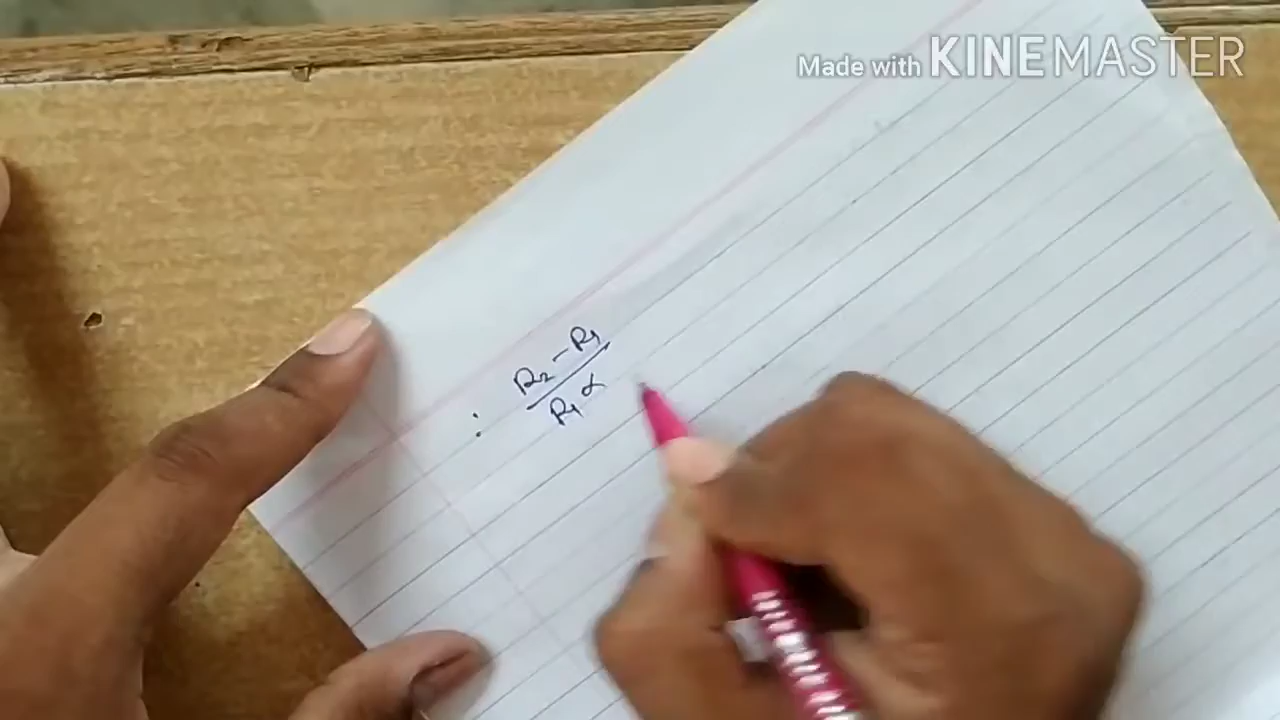 Made with KINEMASTER
: R₂ - R₁
R₁ α